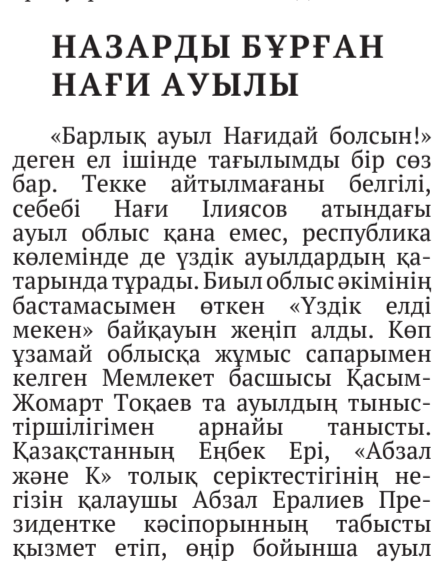 НАЗАРДЫ БҰРҒАН
НАҒИ АУЫЛЫ
«Барлық ауыл Нағидай болсын!»
деген ел ішінде тағылымды бір сөз
бар. Текке айтылмағаны белгілі,
себебі Нағи Ілиясов атындағы
ауыл облыс қана емес, республика
көлемінде де үздік ауылдардың қа-
тарында тұрады. Биыл облыс әкімінің
бастамасымен өткен «Үздік елді
мекен» байқауын жеңіп алды. Көп
ұзамай облысқа жұмыс сапарымен
келген Мемлекет басшысы Қасым-
Жомарт Тоқаев та ауылдың тыныс-
тіршілігімен арнайы танысты.
Қазақстанның Еңбек Ері, «Абзал
және К» толық серіктестігінің не-
гізін қалаушы Абзал Ералиев Пре-
зидентке кәсіпорынның табысты
қызмет етіп, өңір бойынша ауыл